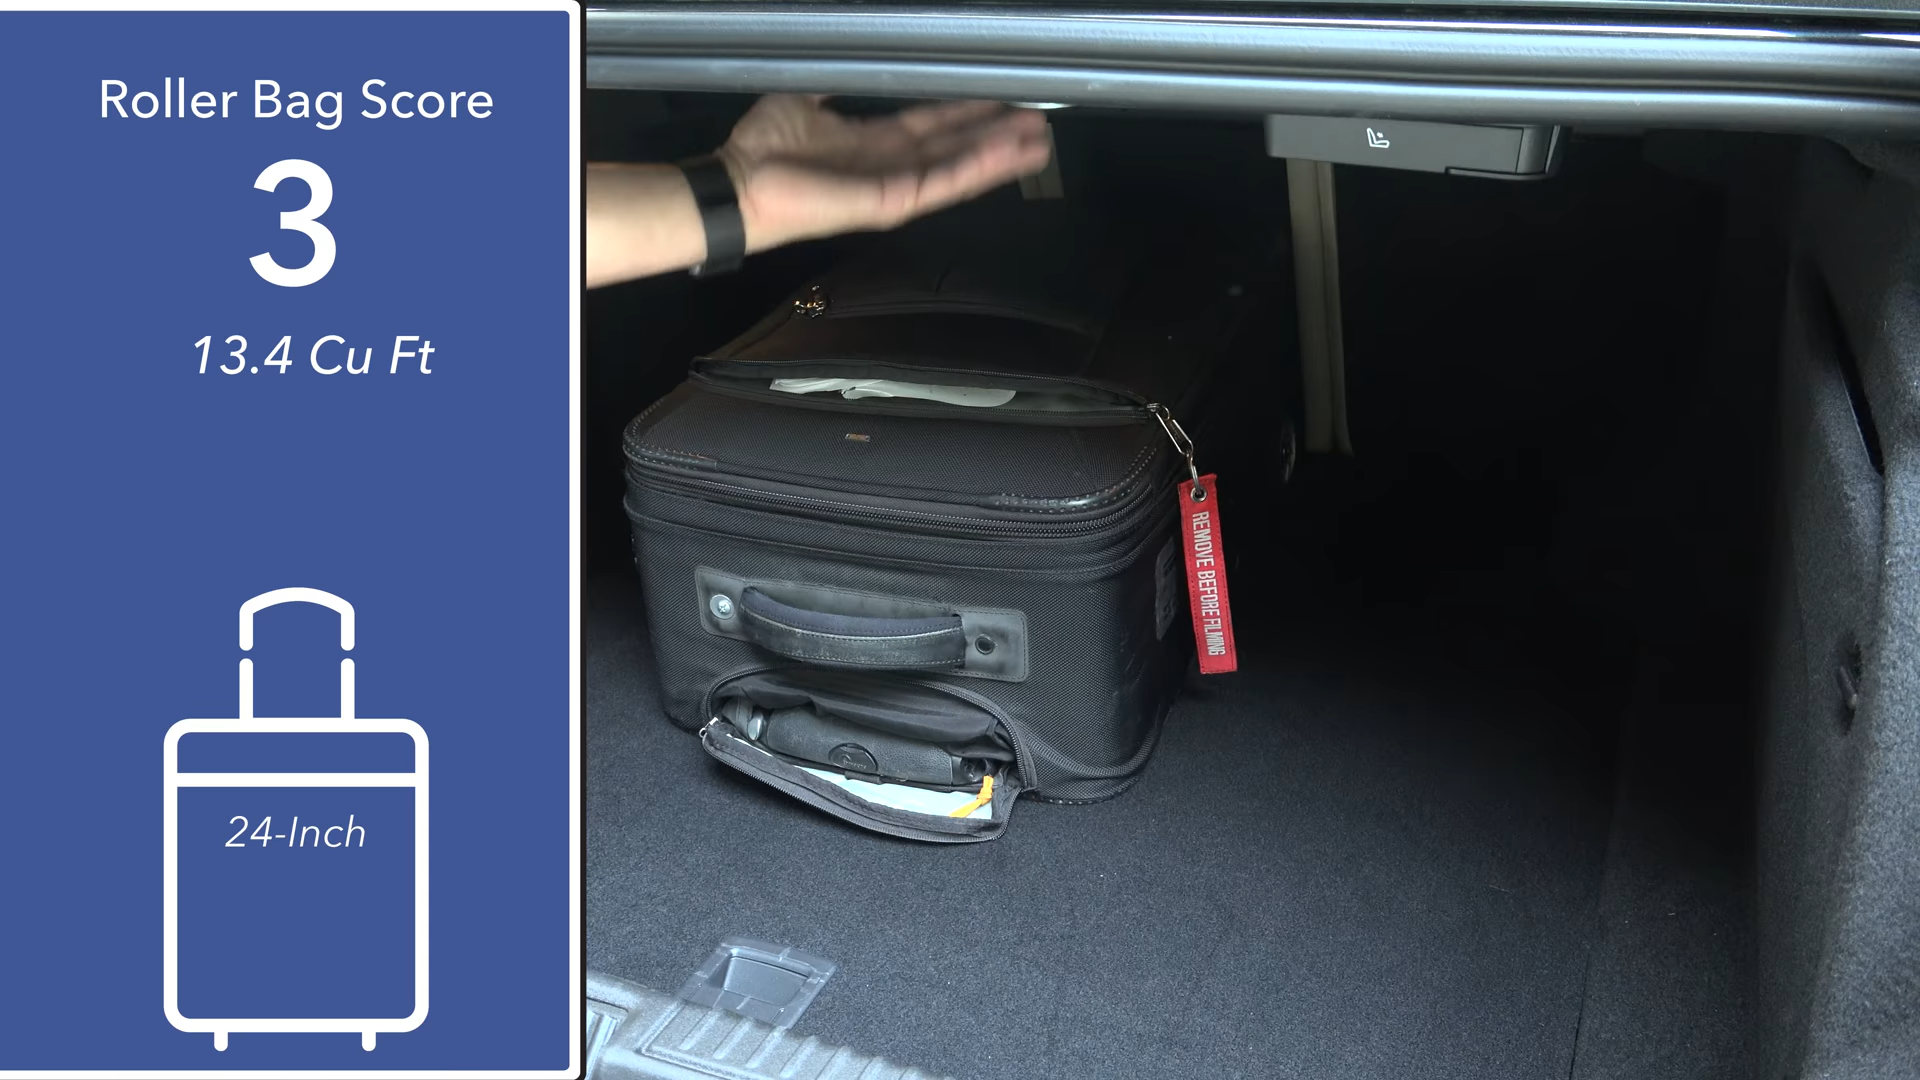 Roller Bag Score
3
13.4 Cu Ft
24-Inch
REMOVE BEFORE FILMING